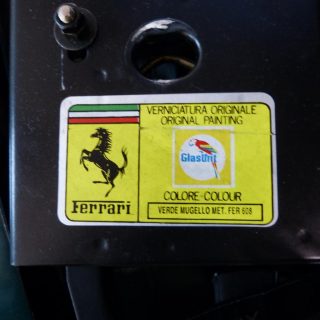 VERNICIATURA ORIGINALE
ORIGINAL PAINTING
Glasurit
COLORE-COLOUR
Ferrari
VERDE MUGELLO MET. FER 608